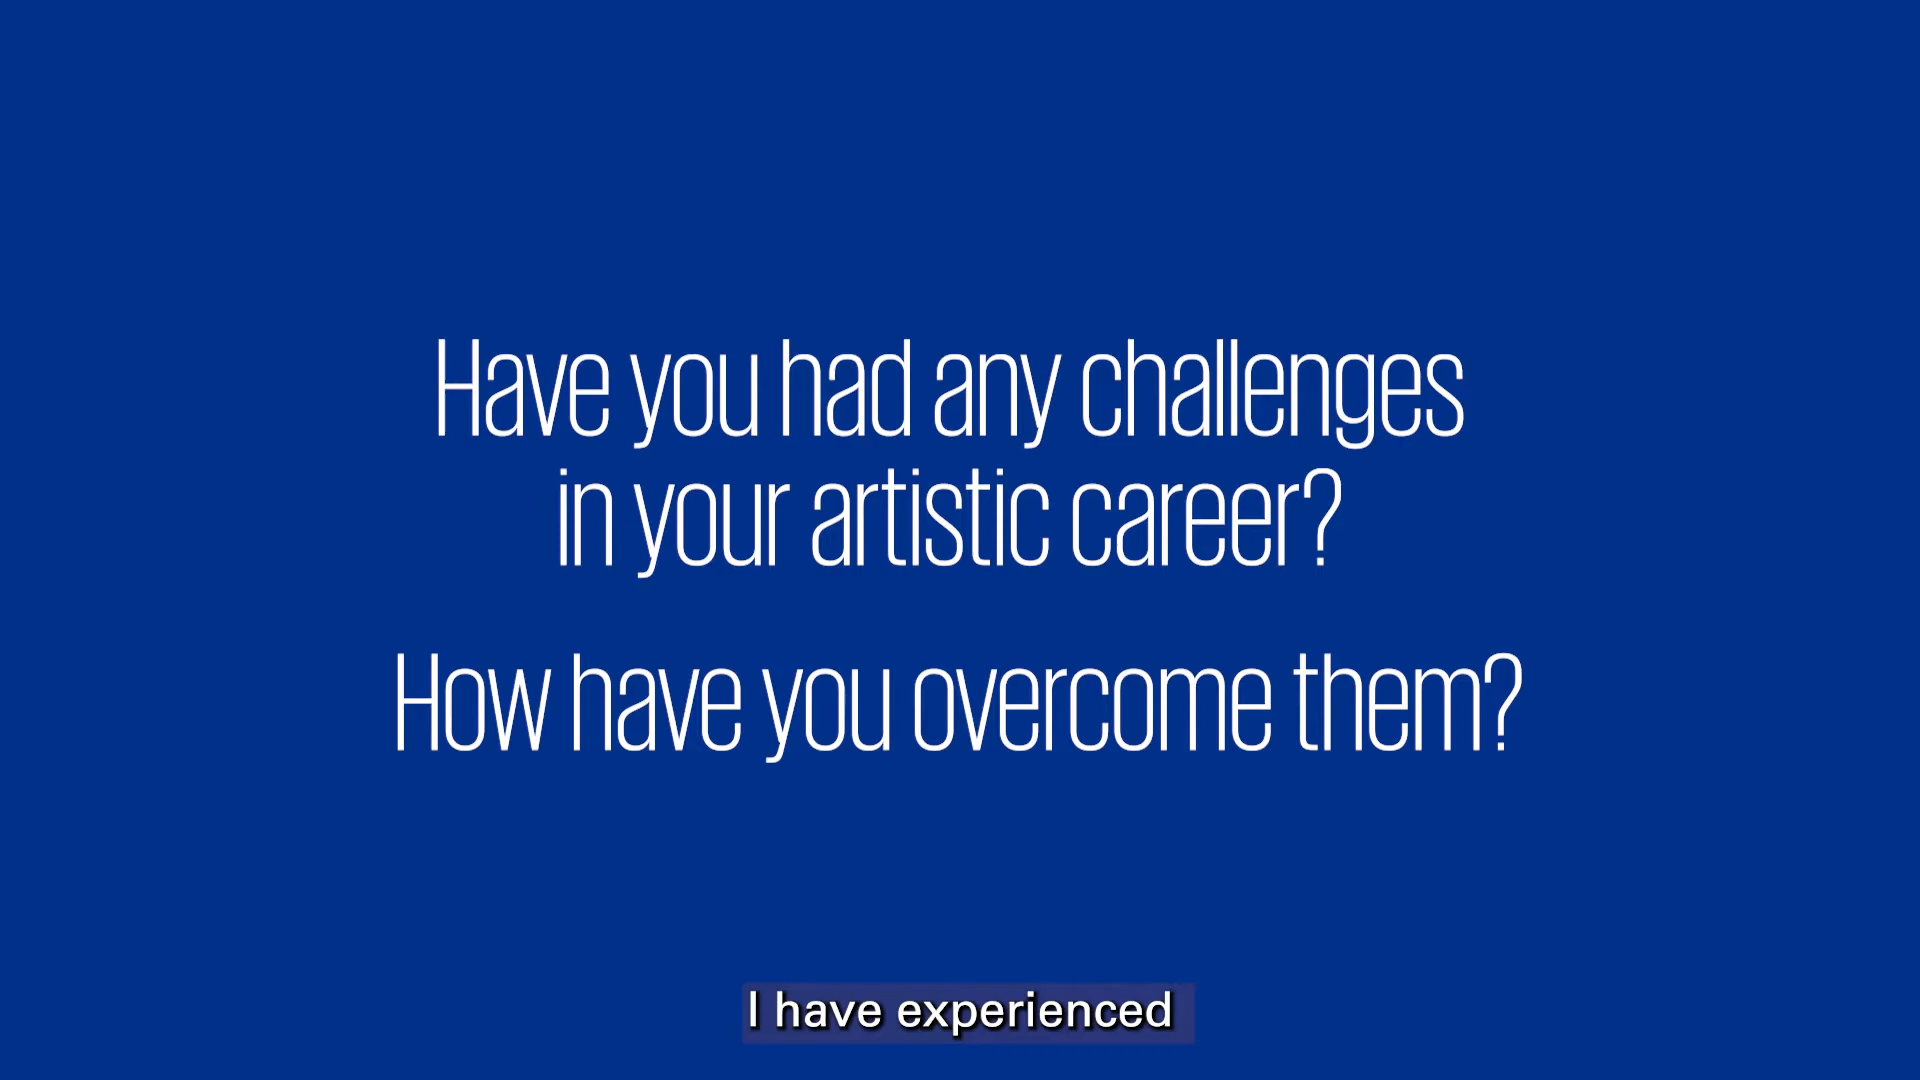 Have you had any challenges
in your artistic career?
How have you overcome them?
I have experienced